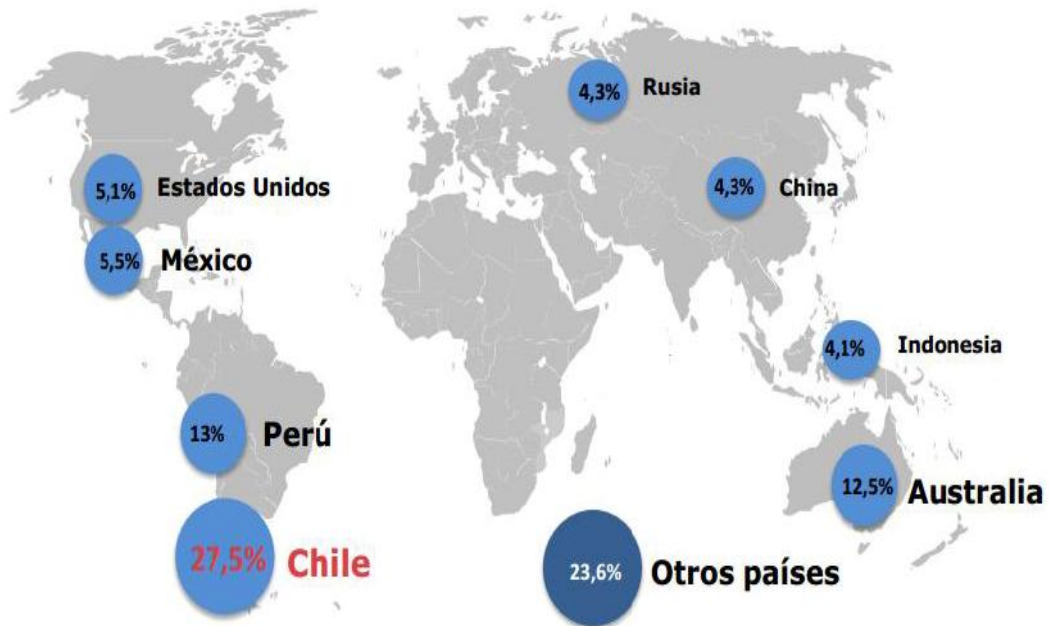 4,3% Rusia
5,1% Estados Unidos
4,3% China
5,5% México
4,1% Indonesia
13% Perú
12,5% Australia
27,5% Chile
23,6% Otros países